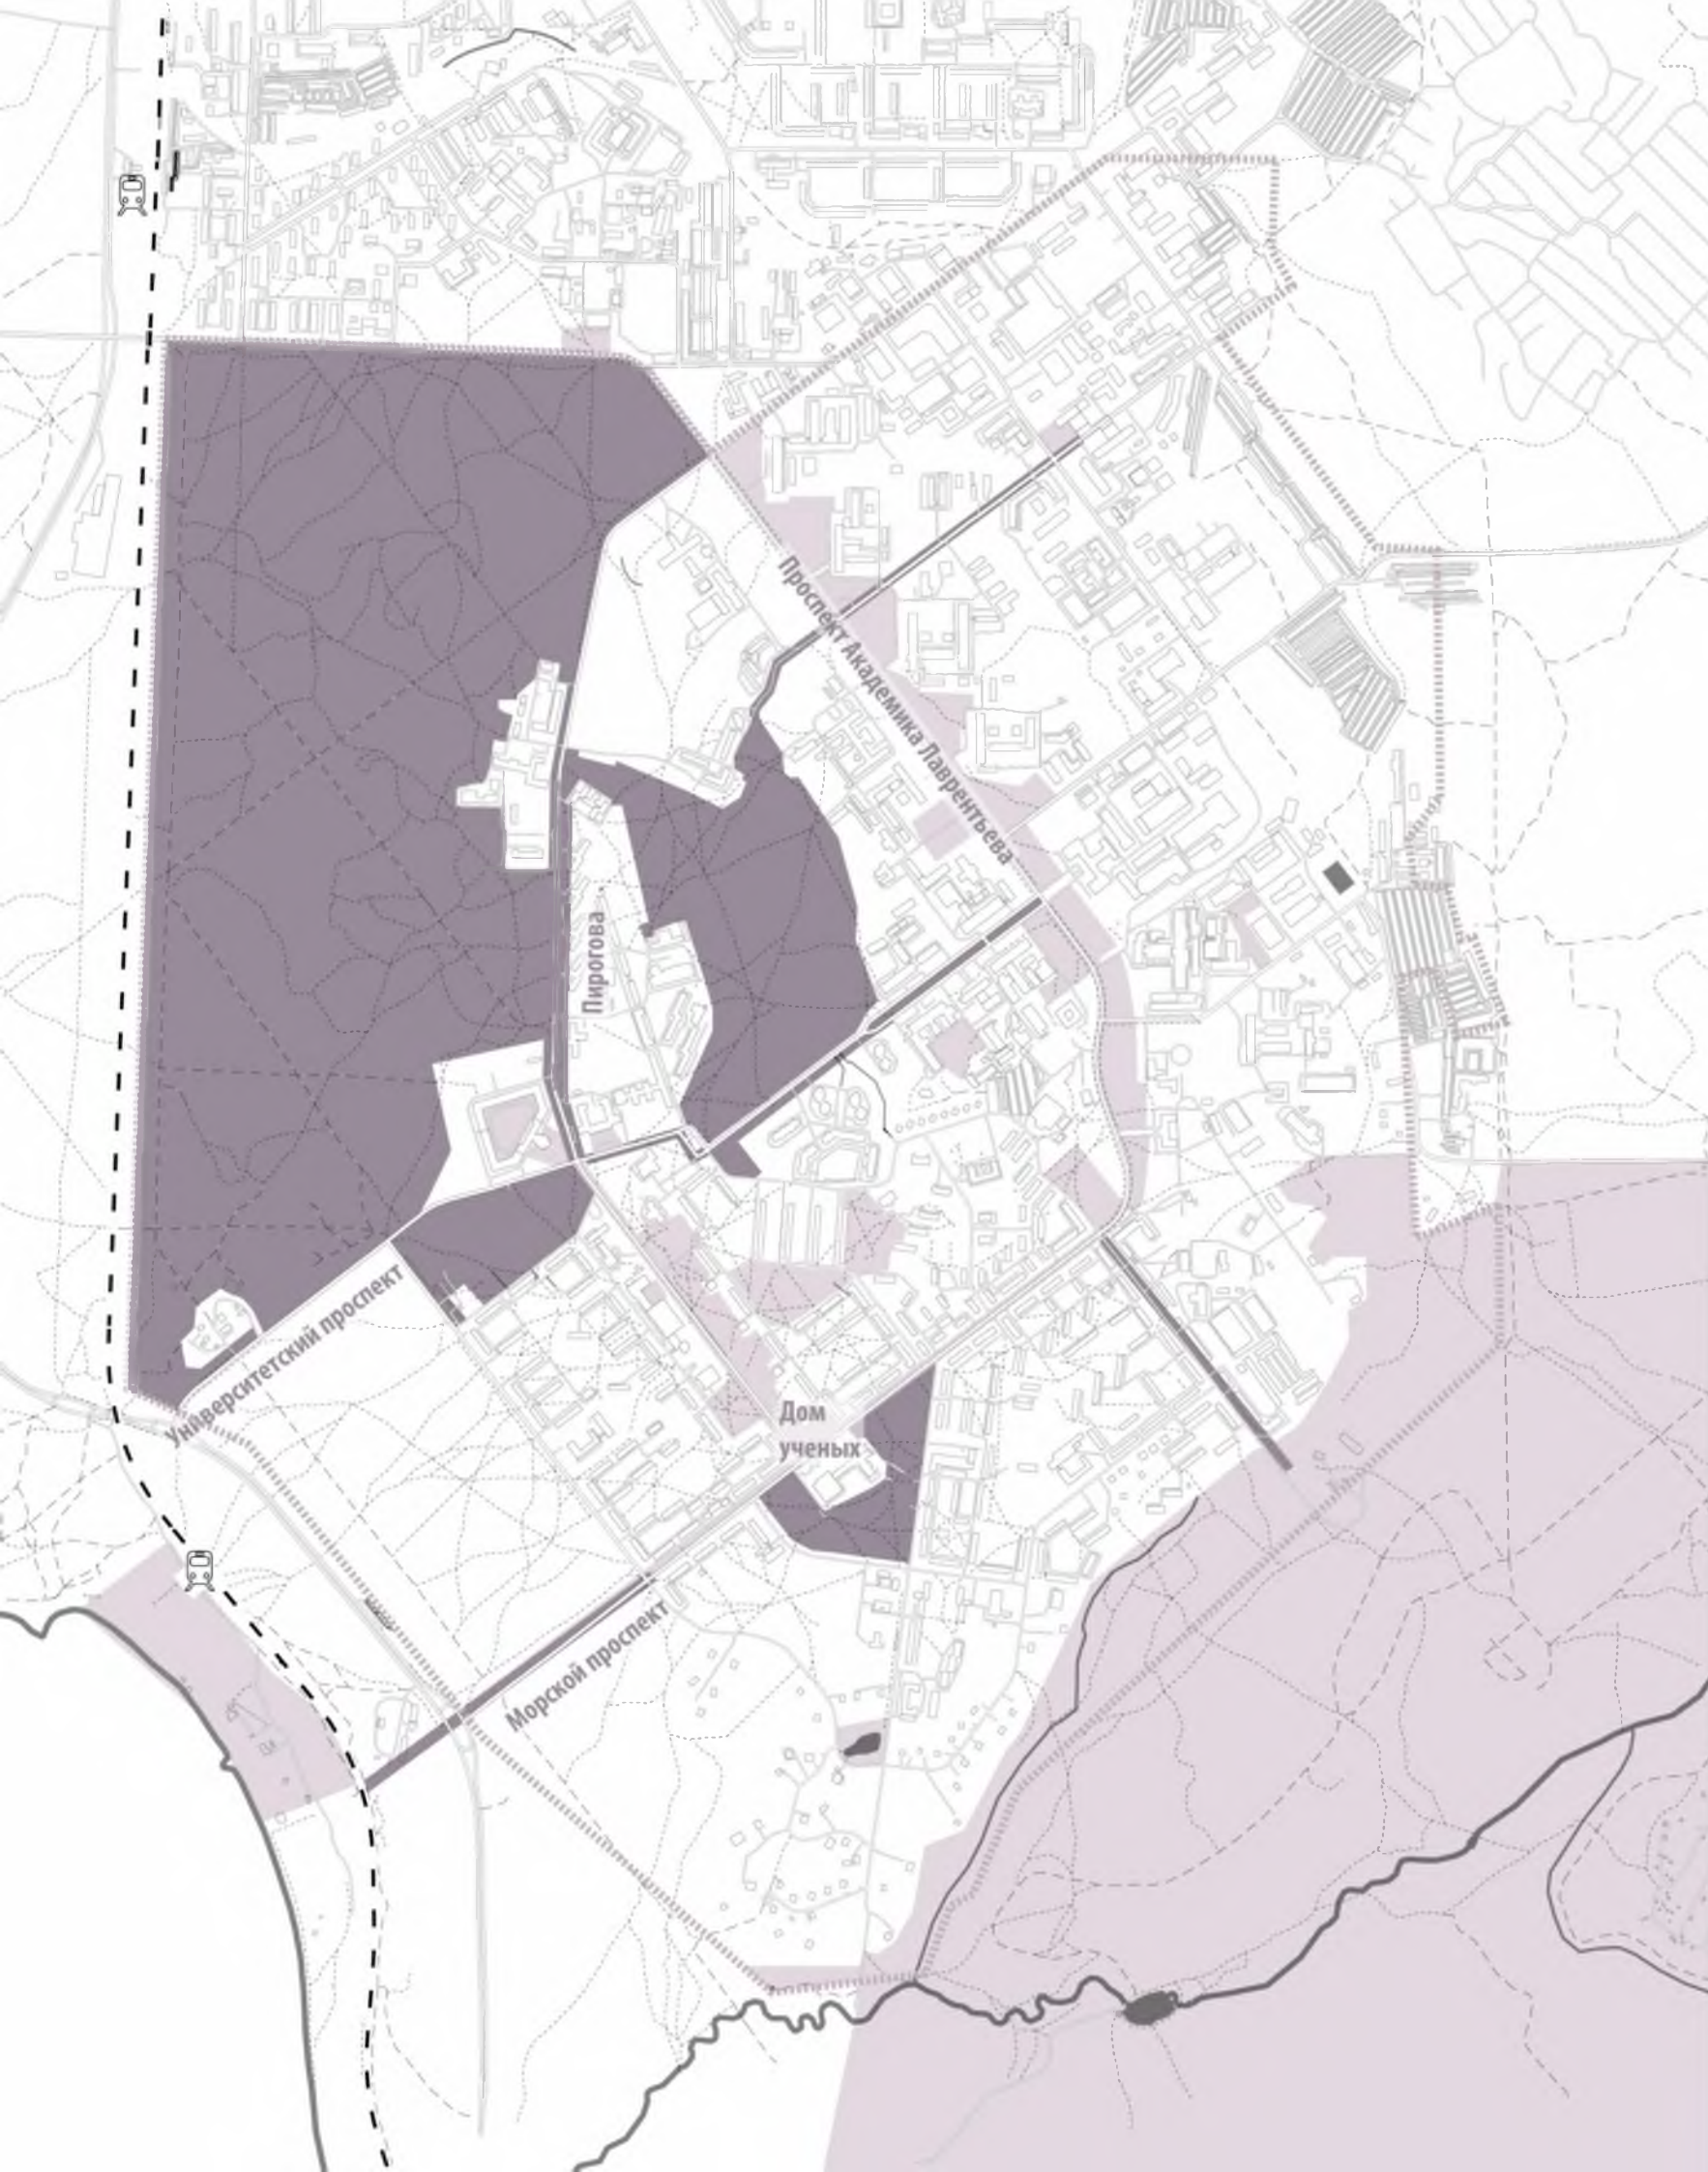 Проспект Академика Лаврентьева
Пирогова
Университетский проспект
Дом
ученых
Морской проспект